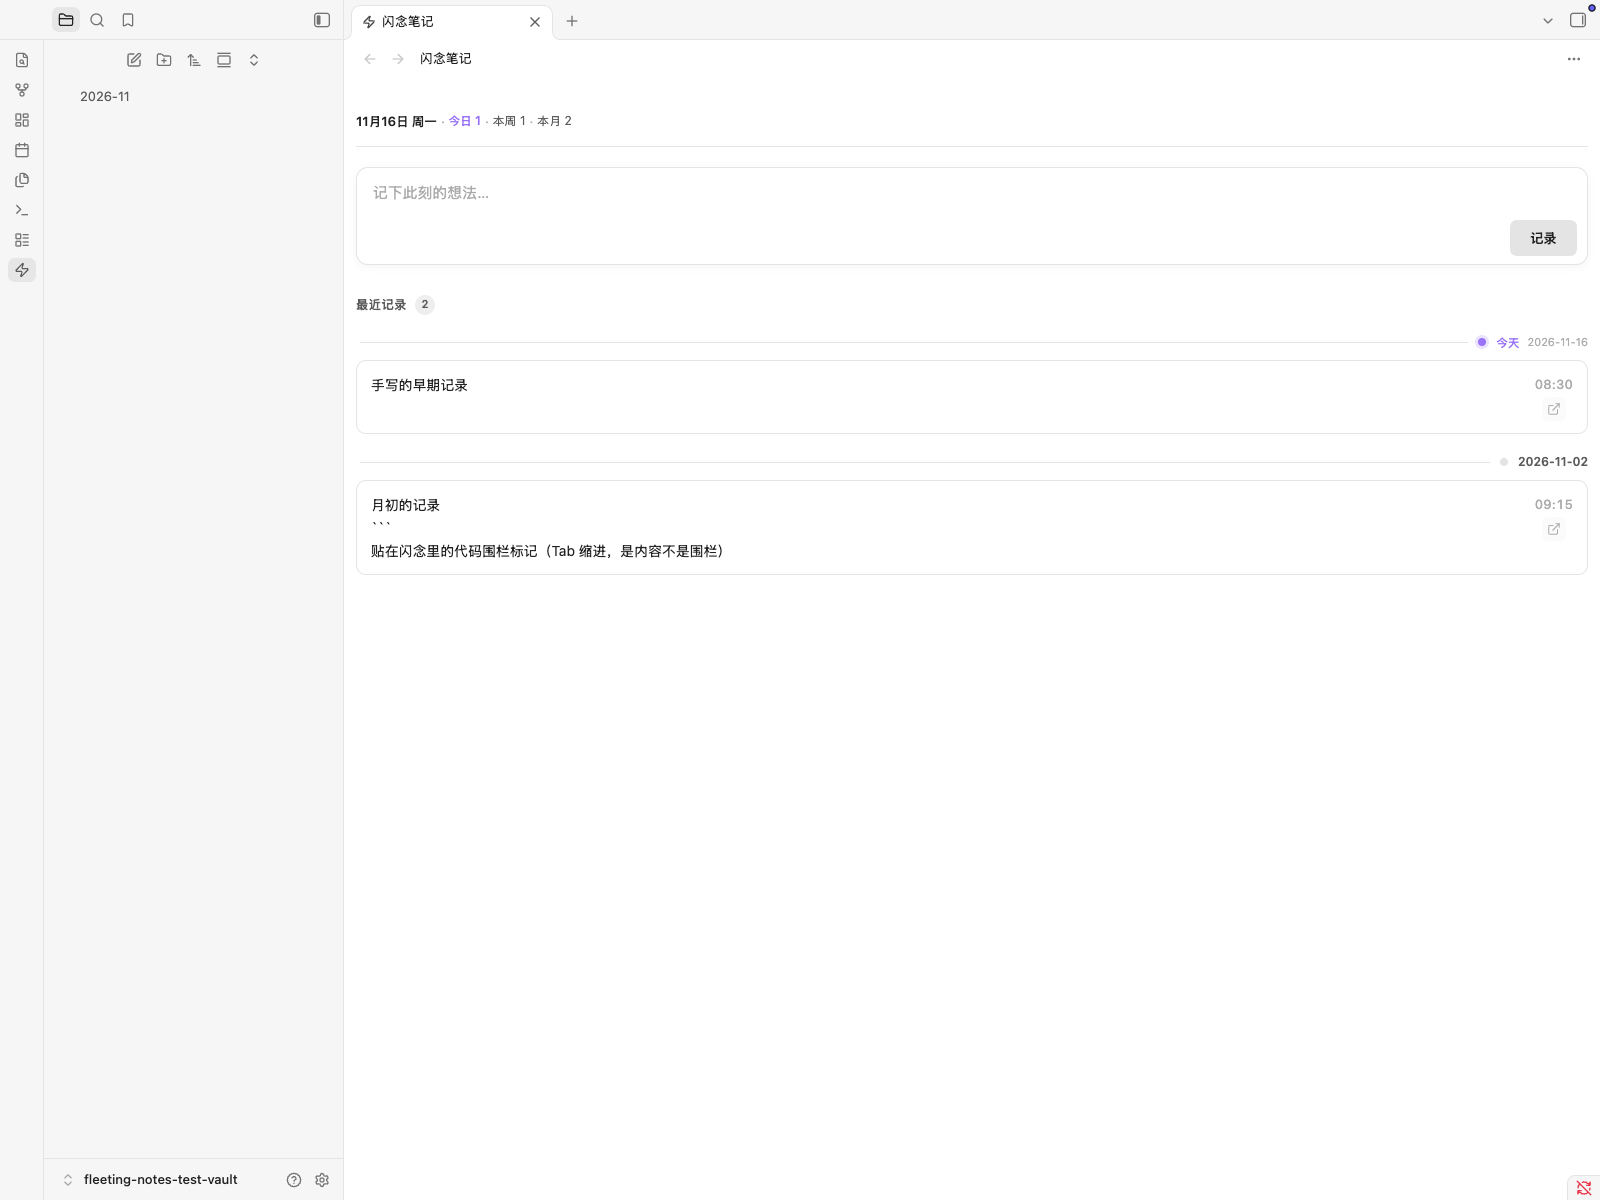 闪念笔记
闪念笔记
2026-11
11月16日 周一 · 今日 1 · 本周 1 · 本月 2
记下此刻的想法...
记录
最近记录 2
今天 2026-11-16
手写的早期记录
08:30
2026-11-02
月初的记录
09:15
```
贴在闪念里的代码围栏标记（Tab 缩进，是内容不是围栏）
fleeting-notes-test-vault